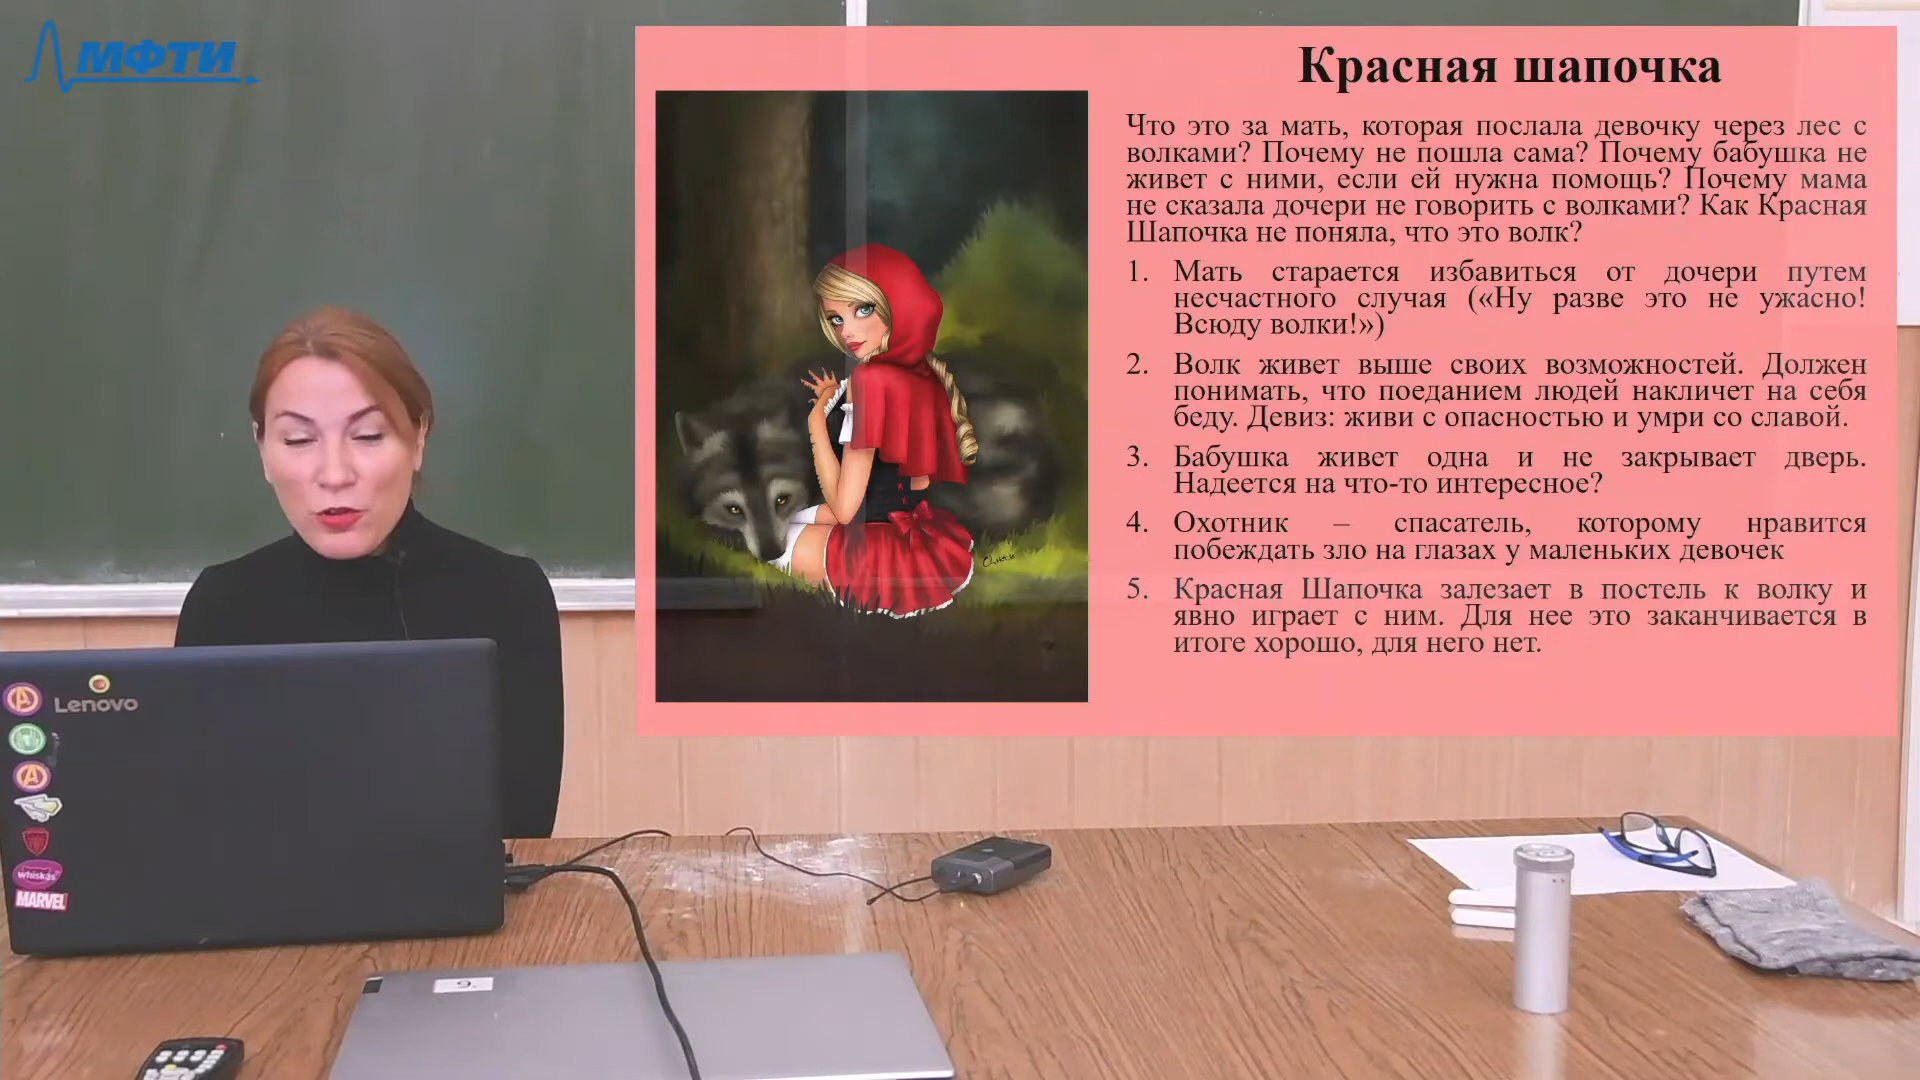 МФТИ
Красная шапочка
Что это за мать, которая послала девочку через лес с
волками? Почему не пошла сама? Почему бабушка не
живет с ними, если ей нужна помощь? Почему мама
не сказала дочери не говорить с волками? Как Красная
Шапочка не поняла, что это волк?
1. Мать старается избавиться от дочери путем
несчастного случая («Ну разве это не ужасно!
Всюду волки!»)
2. Волк живет выше своих возможностей. Должен
понимать, что поеданием людей накличет на себя
беду. Девиз: живи с опасностью и умри со славой.
3. Бабушка живет одна и не закрывает дверь.
Надеется на что-то интересное?
4. Охотник – спасатель, которому нравится
побеждать зло на глазах у маленьких девочек
5. Красная Шапочка залезает в постель к волку и
явно играет с ним. Для нее это заканчивается в
итоге хорошо, для него нет.
Lenovo
whiskas
MARVEL
9.